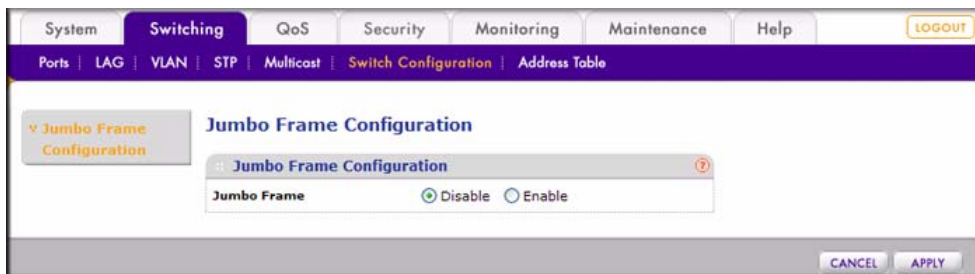 System Switching QoS Security Monitoring Maintenance Help LOGOUT
Ports LAG VLAN STP Multicast Switch Configuration Address Table
Jumbo Frame
Configuration
Jumbo Frame Configuration
Jumbo Frame Configuration ?
Jumbo Frame Disable Enable
CANCEL APPLY